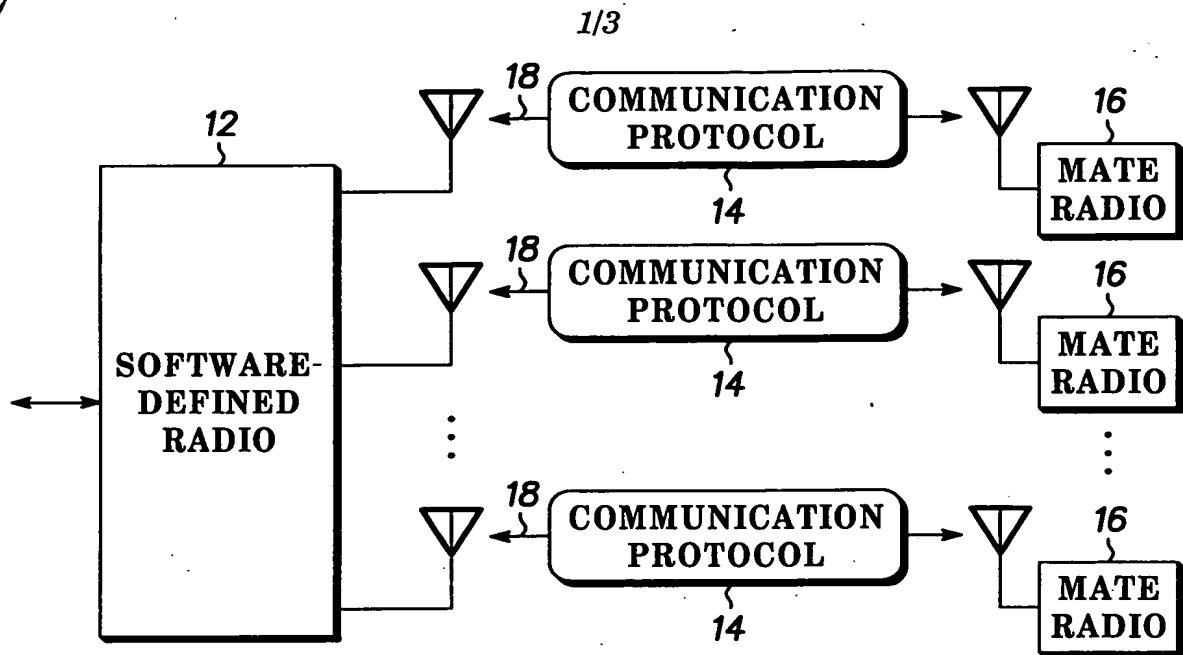 1/3
18
COMMUNICATION
PROTOCOL
14
16
MATE
RADIO
12
SOFTWARE-
DEFINED
RADIO
18
COMMUNICATION
PROTOCOL
14
16
MATE
RADIO
18
COMMUNICATION
PROTOCOL
14
16
MATE
RADIO